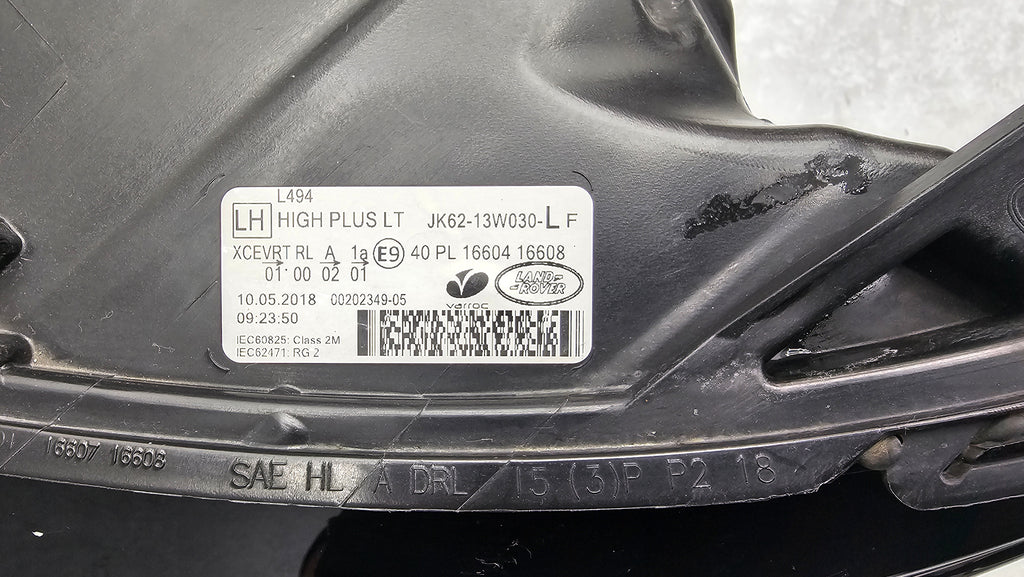 L494
LH HIGH PLUS LT JK62-13W030-L F
XCEVRT RL A 1a E9 40 PL 16604 16608
01 00 02 01
LAND-
-ROVER
varroc
10.05.2018 00202349-05
09:23:50
IEC60825: Class 2M
IEC62471: RG 2
16607 16608
SAE HL A DRL 15 (3)P P2 18